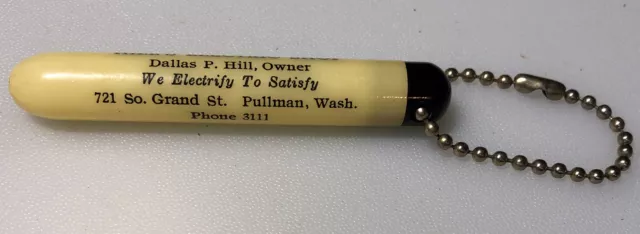 Dallas P. Hill, Owner
We Electrify To Satisfy
721 So. Grand St. Pullman, Wash.
Phone 3111